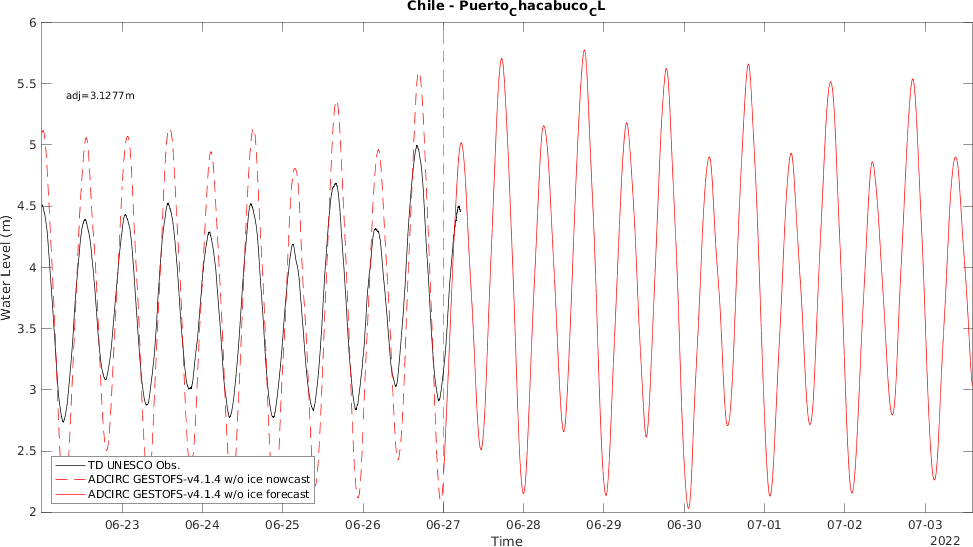 Chile - PuertoChacabucoCL
6
5.5
5
4.5
4
3.5
3
2.5
2
Water Level (m)
adj=3.1277m
TD UNESCO Obs.
ADCIRC GESTOFS-v4.1.4 w/o ice nowcast
ADCIRC GESTOFS-v4.1.4 w/o ice forecast
06-23 06-24 06-25 06-26 06-27 06-28 06-29 06-30 07-01 07-02 07-03
Time
2022